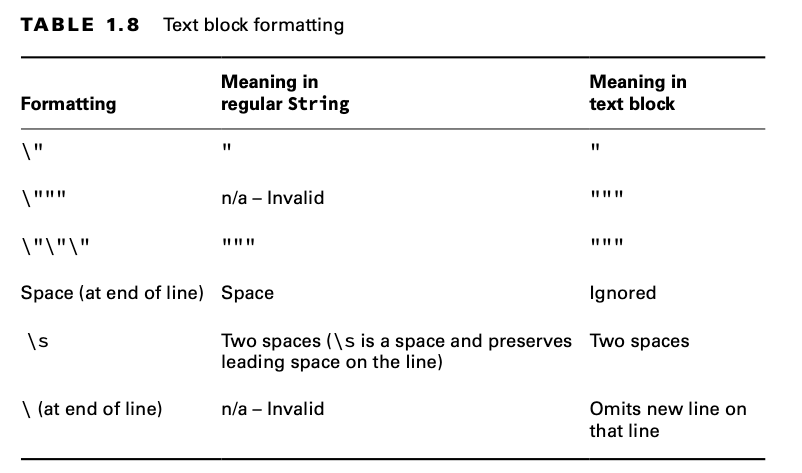 TABLE 1.8 Text block formatting
Formatting Meaning in regular String Meaning in text block
\" " "
\""" n/a – Invalid """
\"\"\" """ """
Space (at end of line) Space Ignored
\s Two spaces (\s is a space and preserves leading space on the line) Two spaces
\ (at end of line) n/a – Invalid Omits new line on that line